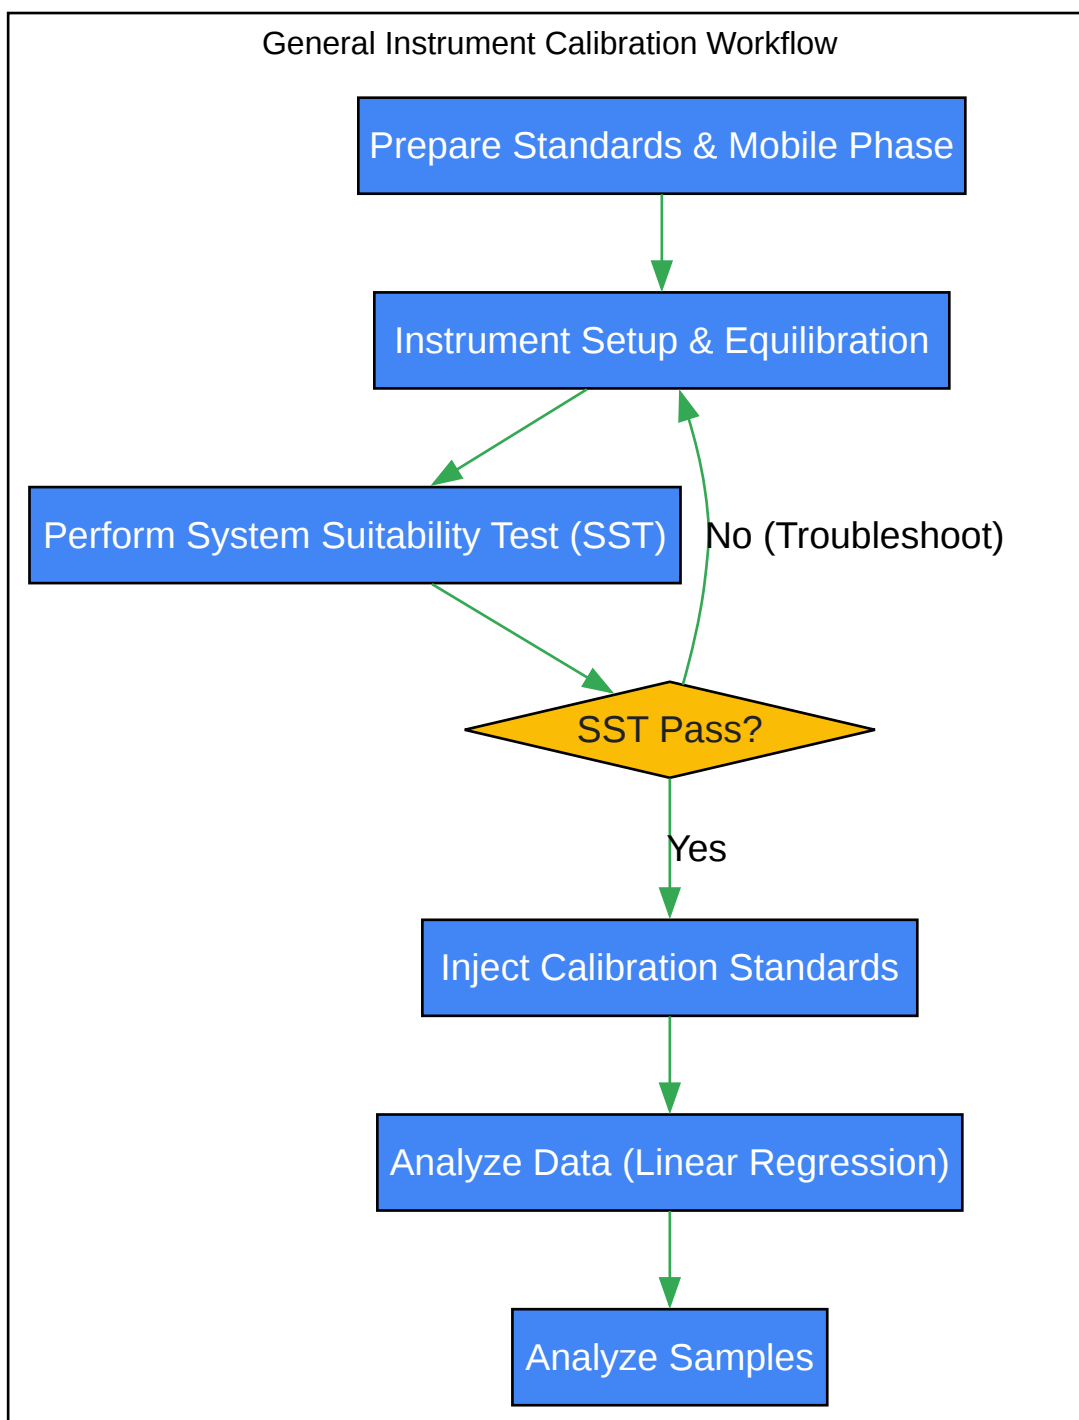 General Instrument Calibration Workflow
Prepare Standards & Mobile Phase
Instrument Setup & Equilibration
Perform System Suitability Test (SST)
No (Troubleshoot)
SST Pass?
Yes
Inject Calibration Standards
Analyze Data (Linear Regression)
Analyze Samples